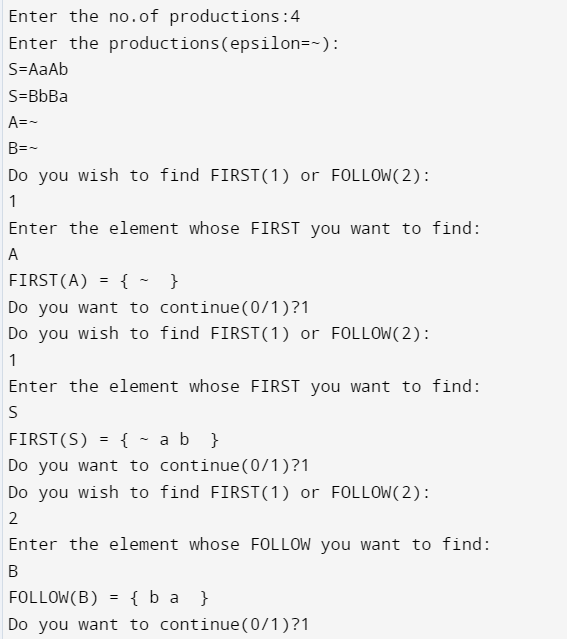 Enter the no.of productions:4
Enter the productions(epsilon=~):
S=AaAb
S=BbBa
A=~
B=~
Do you wish to find FIRST(1) or FOLLOW(2):
1
Enter the element whose FIRST you want to find:
A
FIRST(A) = { ~  }
Do you want to continue(0/1)?1
Do you wish to find FIRST(1) or FOLLOW(2):
1
Enter the element whose FIRST you want to find:
S
FIRST(S) = { ~ a b  }
Do you want to continue(0/1)?1
Do you wish to find FIRST(1) or FOLLOW(2):
2
Enter the element whose FOLLOW you want to find:
B
FOLLOW(B) = { b a  }
Do you want to continue(0/1)?1